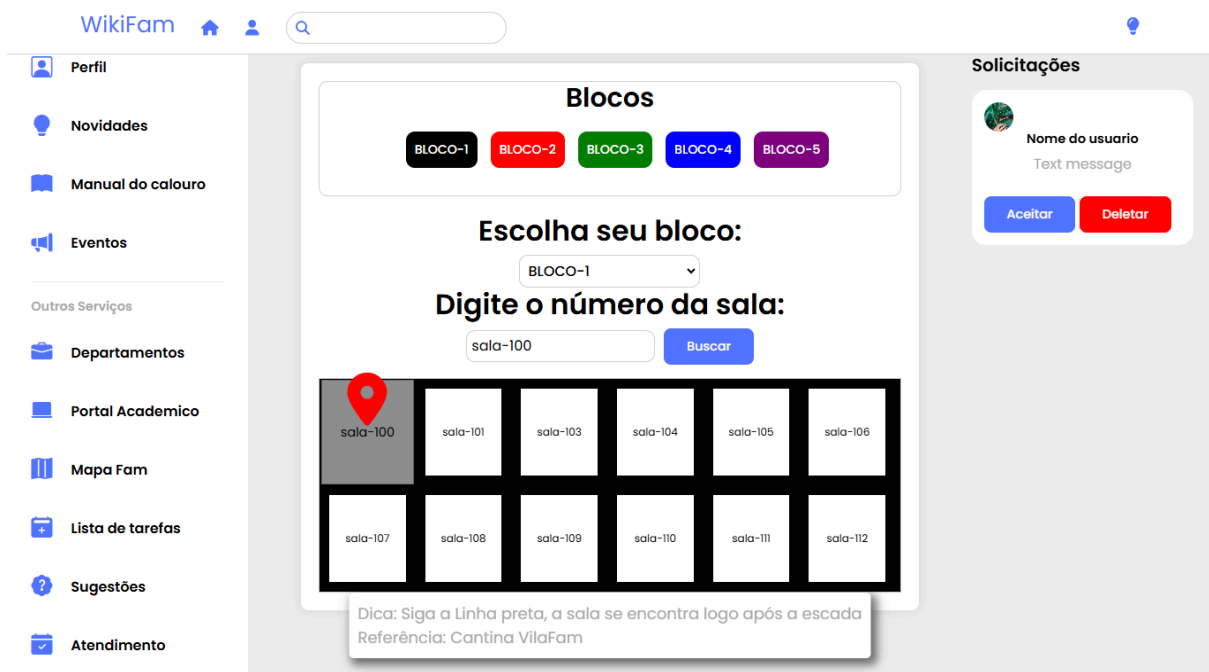 WikiFam
Perfil
Novidades
Manual do calouro
Eventos
Outros Serviços
Departamentos
Portal Academico
Mapa Fam
Lista de tarefas
Sugestões
Atendimento
Blocos
BLOCO-1 BLOCO-2 BLOCO-3 BLOCO-4 BLOCO-5
Escolha seu bloco:
BLOCO-1
Digite o número da sala:
sala-100 Buscar
sala-100 sala-101 sala-103 sala-104 sala-105 sala-106
sala-107 sala-108 sala-109 sala-110 sala-111 sala-112
Dica: Siga a Linha preta, a sala se encontra logo após a escada
Referência: Cantina VilaFam
Solicitações
Nome do usuario
Text message
Aceitar Deletar